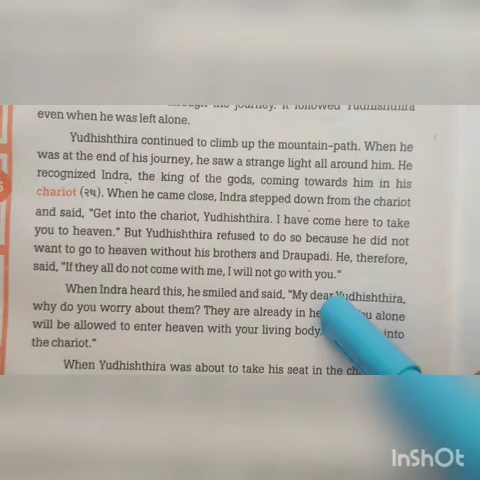 the journey. It followed Yudhishthira
even when he was left alone.
Yudhishthira continued to climb up the mountain-path. When he
was at the end of his journey, he saw a strange light all around him. He
recognized Indra, the king of the gods, coming towards him in his
chariot (રથ). When he came close, Indra stepped down from the chariot
and said, "Get into the chariot, Yudhishthira. I have come here to take
you to heaven." But Yudhishthira refused to do so because he did not
want to go to heaven without his brothers and Draupadi. He, therefore,
said, "If they all do not come with me, I will not go with you."
When Indra heard this, he smiled and said, "My dear Yudhishthira,
why do you worry about them? They are already in alone
will be allowed to enter heaven with your living body. into
the chariot."
When Yudhishthira was about to take his seat in the
InShOt